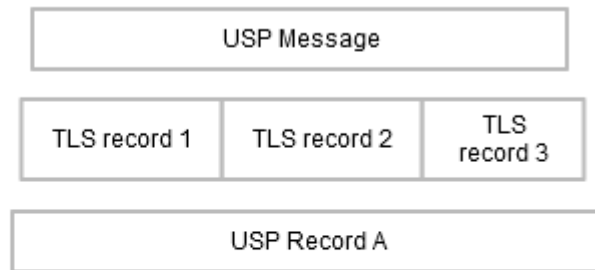 USP Message
TLS record 1
TLS record 2
TLS
record 3
USP Record A